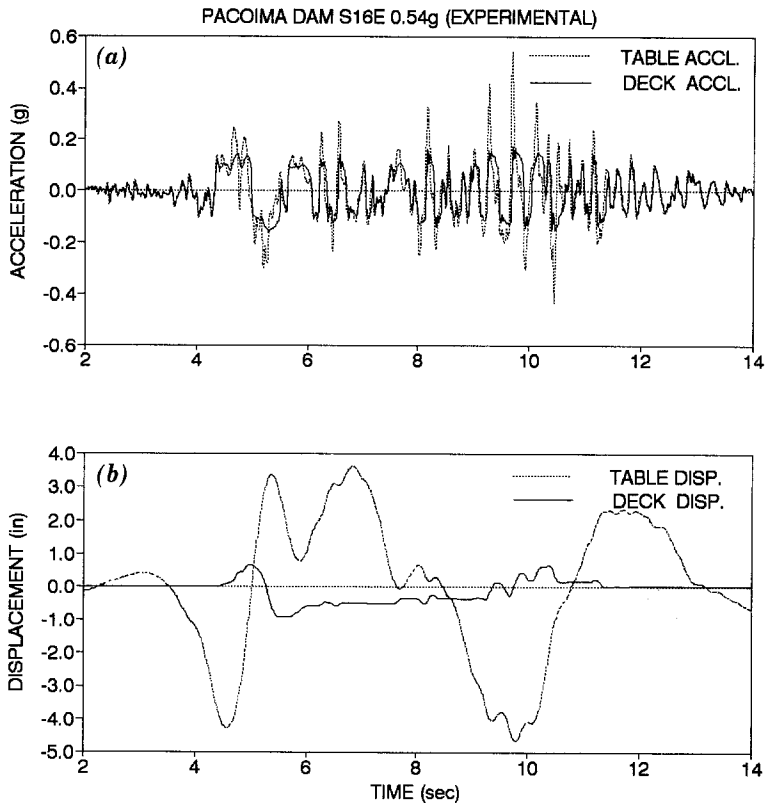 PACOIMA DAM S16E 0.54g (EXPERIMENTAL)
(a)
TABLE ACCL.
DECK ACCL.
ACCELERATION (g)
0.6
0.4
0.2
0.0
-0.2
-0.4
-0.6
2 4 6 8 10 12 14
(b)
TABLE DISP.
DECK DISP.
DISPLACEMENT (in)
4.0
3.0
2.0
1.0
0.0
-1.0
-2.0
-3.0
-4.0
-5.0
2 4 6 8 10 12 14
TIME (sec)